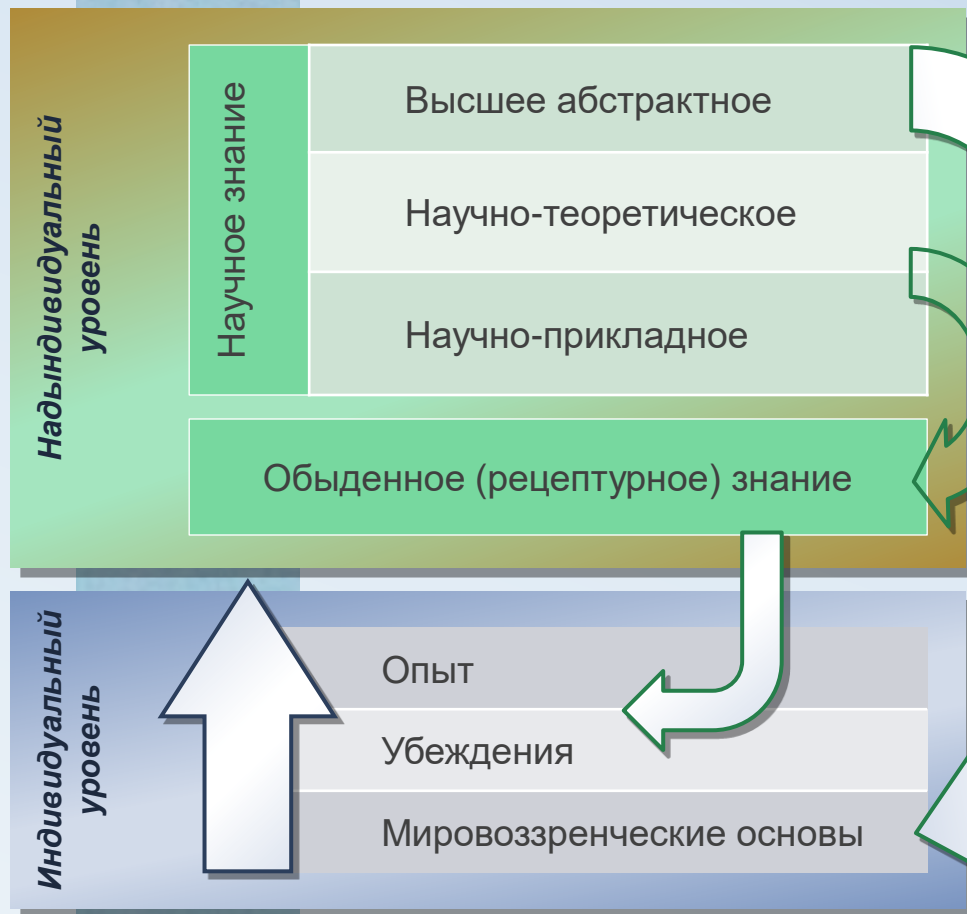 Надындивидуальный
уровень
Научное знание
Высшее абстрактное
Научно-теоретическое
Научно-прикладное
Обыденное (рецептурное) знание
Индивидуальный
уровень
Опыт
Убеждения
Мировоззренческие основы